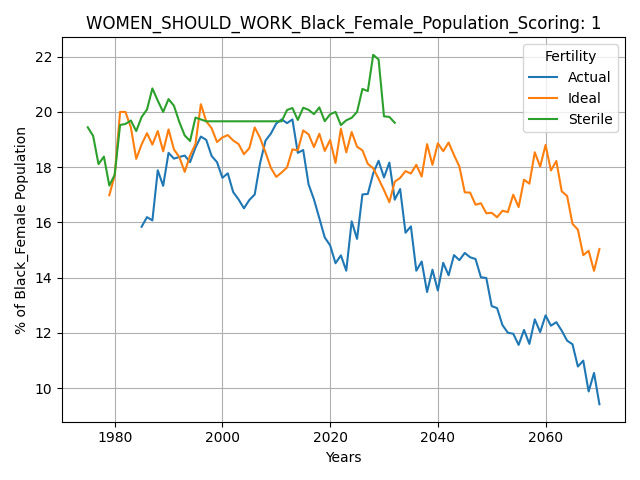 WOMEN_SHOULD_WORK_Black_Female_Population_Scoring: 1
Fertility
Actual
Ideal
Sterile
% of Black_Female Population
22
20
18
16
14
12
10
1980
2000
2020
2040
2060
Years